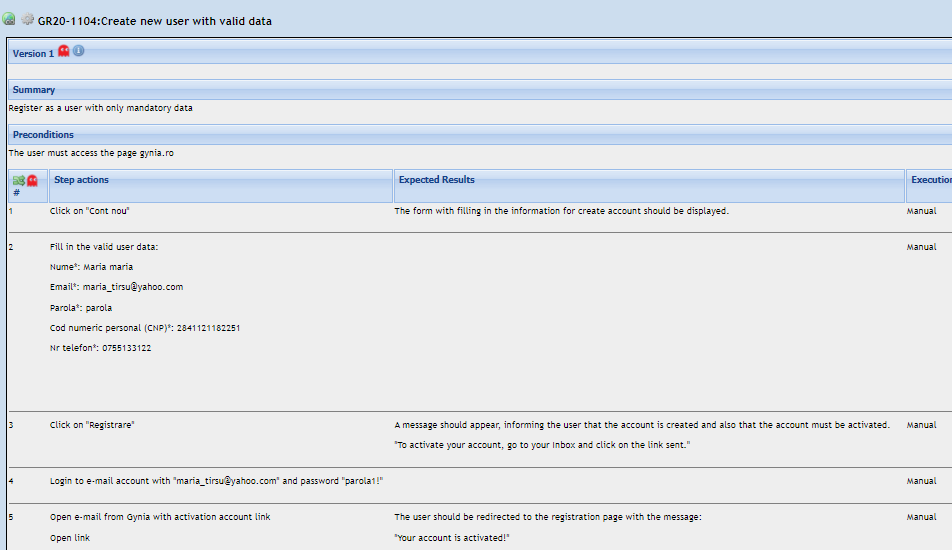 GR20-1104:Create new user with valid data
Version 1
Summary
Register as a user with only mandatory data
Preconditions
The user must access the page gynia.ro
# Step actions Expected Results Execution
1 Click on "Cont nou" The form with filling in the information for create account should be displayed. Manual
2 Fill in the valid user data: Manual
Nume*: Maria maria
Email*: maria_tirsu@yahoo.com
Parola*: parola
Cod numeric personal (CNP)*: 2841121182251
Nr telefon*: 0755133122
3 Click on "Registrare" A message should appear, informing the user that the account is created and also that the account must be activated. Manual
"To activate your account, go to your Inbox and click on the link sent."
4 Login to e-mail account with "maria_tirsu@yahoo.com" and password "parola1!" Manual
5 Open e-mail from Gynia with activation account link The user should be redirected to the registration page with the message: Manual
Open link "Your account is activated!"